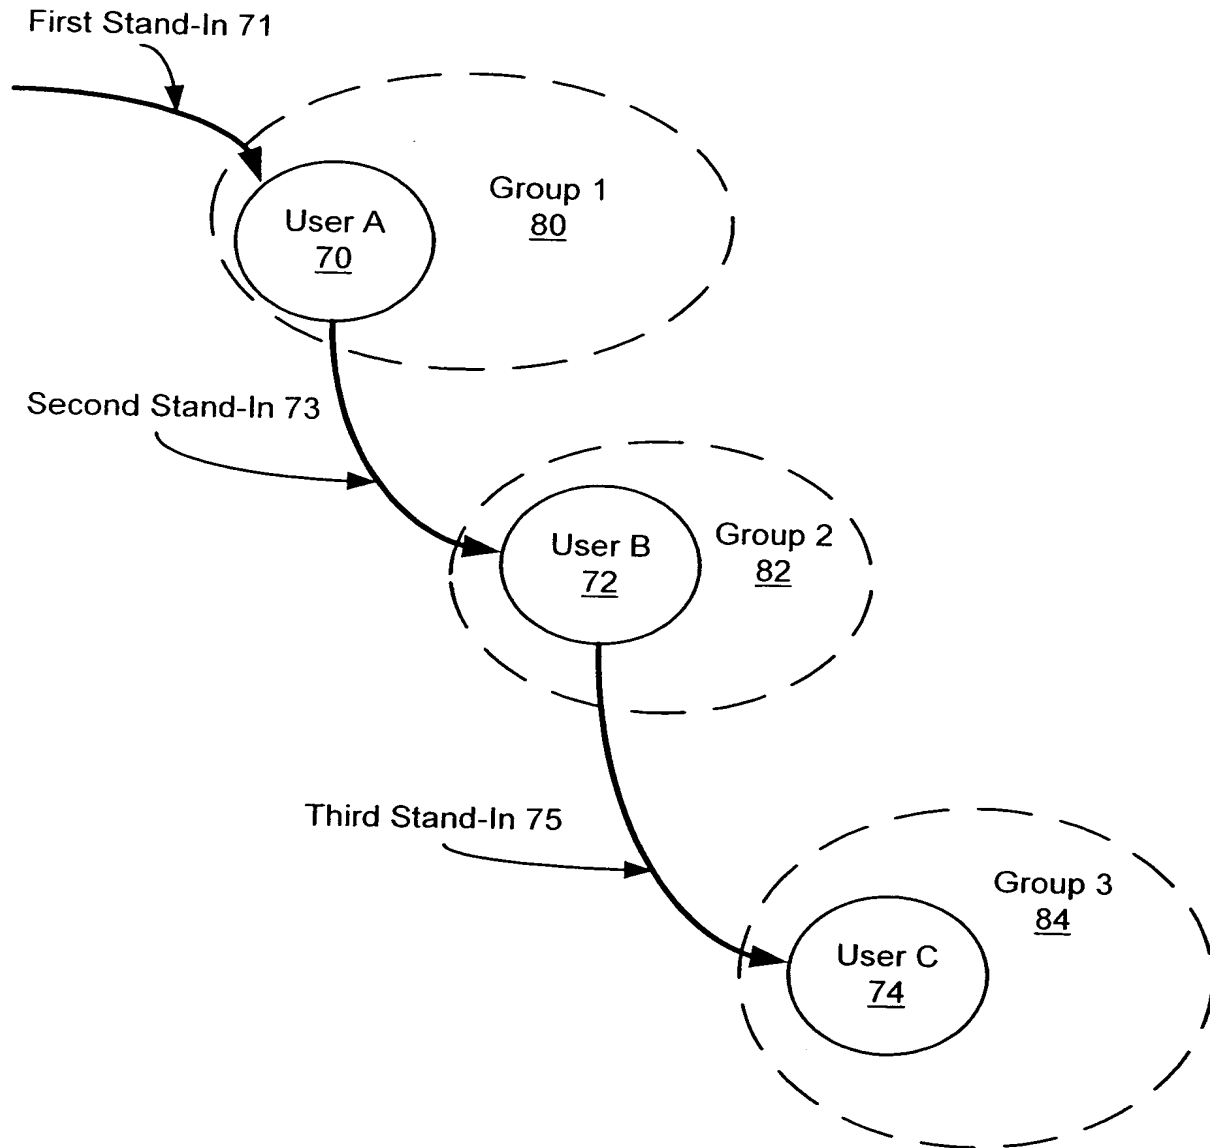 First Stand-In 71
Group 1
80
User A
70
Second Stand-In 73
Group 2
82
User B
72
Third Stand-In 75
Group 3
84
User C
74